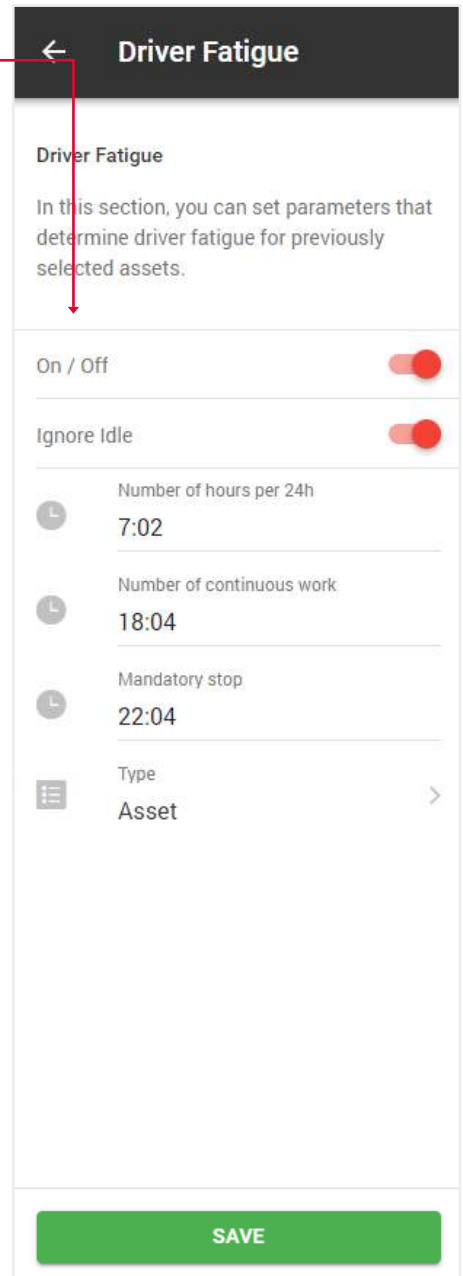 Driver Fatigue
Driver Fatigue
In this section, you can set parameters that
determine driver fatigue for previously
selected assets.
On / Off
Ignore Idle
Number of hours per 24h
7:02
Number of continuous work
18:04
Mandatory stop
22:04
Type
Asset
SAVE